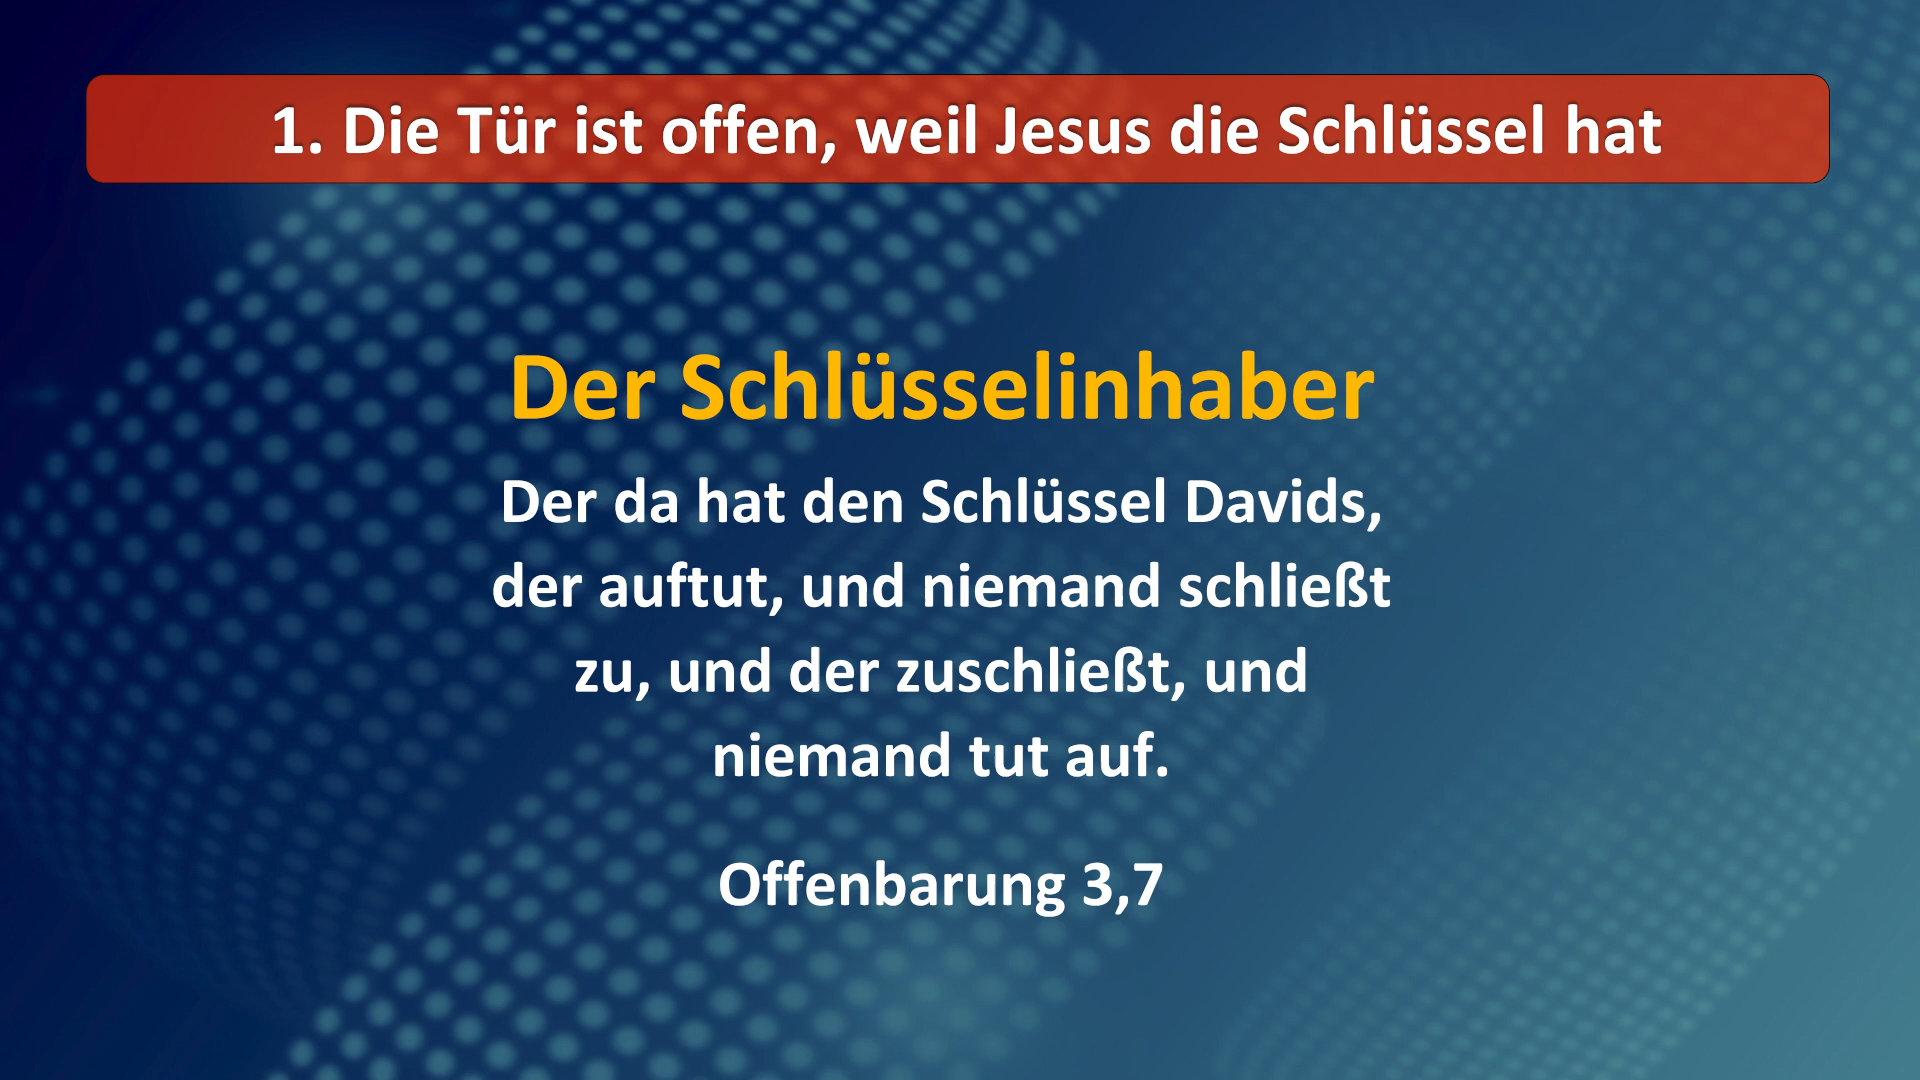 1. Die Tür ist offen, weil Jesus die Schlüssel hat
Der Schlüsselinhaber
Der da hat den Schlüssel Davids,
der auftut, und niemand schließt
zu, und der zuschließt, und
niemand tut auf.
Offenbarung 3,7